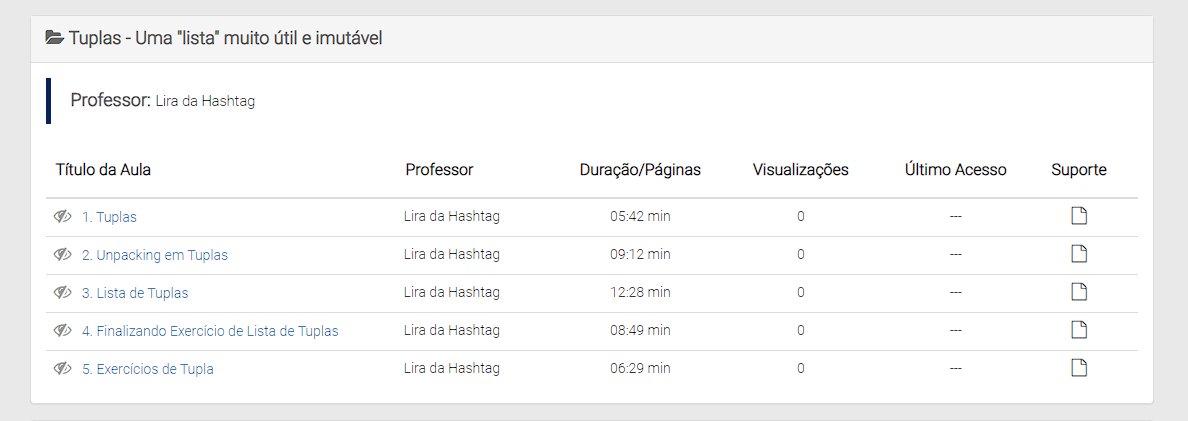 Tuplas - Uma "lista" muito útil e imutável
Professor: Lira da Hashtag
Título da Aula Professor Duração/Páginas Visualizações Último Acesso Suporte
1. Tuplas Lira da Hashtag 05:42 min 0 ---
2. Unpacking em Tuplas Lira da Hashtag 09:12 min 0 ---
3. Lista de Tuplas Lira da Hashtag 12:28 min 0 ---
4. Finalizando Exercício de Lista de Tuplas Lira da Hashtag 08:49 min 0 ---
5. Exercícios de Tupla Lira da Hashtag 06:29 min 0 ---